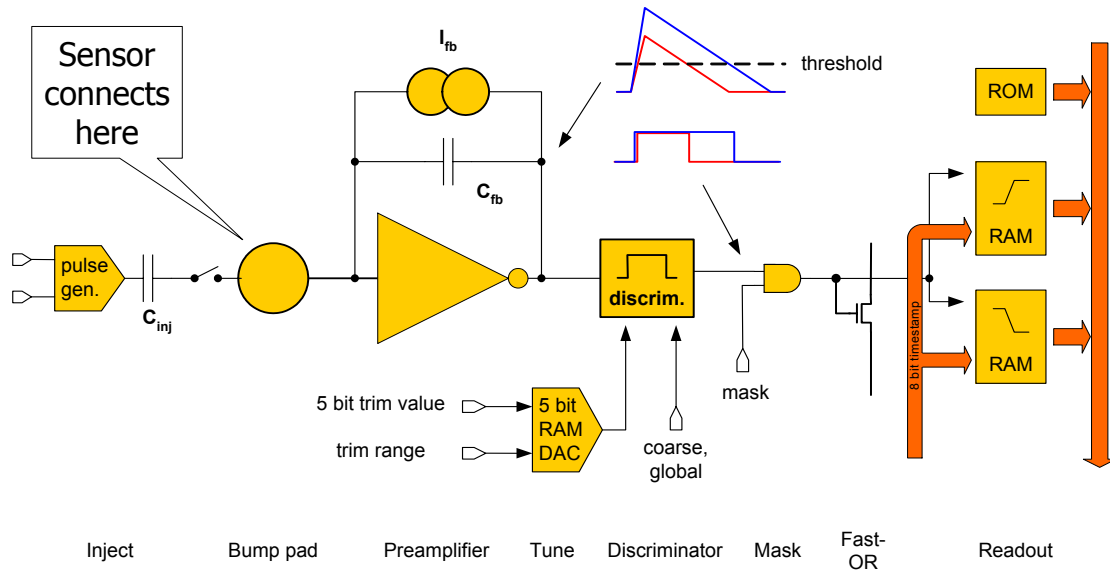 Sensor
connects
here
I_fb
C_fb
threshold
ROM
RAM
RAM
8 bit timestamp
pulse
gen.
C_inj
discrim.
mask
5 bit trim value
trim range
5 bit
RAM
DAC
coarse,
global
Inject
Bump pad
Preamplifier
Tune
Discriminator
Mask
Fast-
OR
Readout